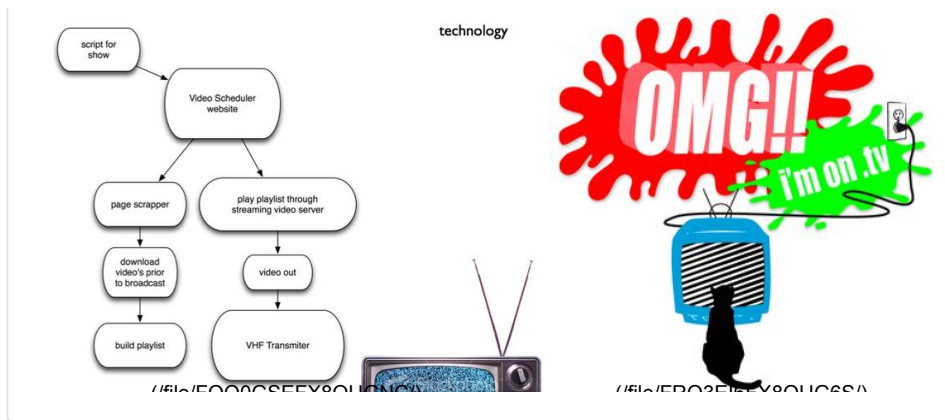 script for
show
technology
Video Scheduler
website
page scrapper
play playlist through
streaming video server
download
video's prior
to broadcast
video out
build playlist
VHF Transmiter
OMG!!
i'm on .tv